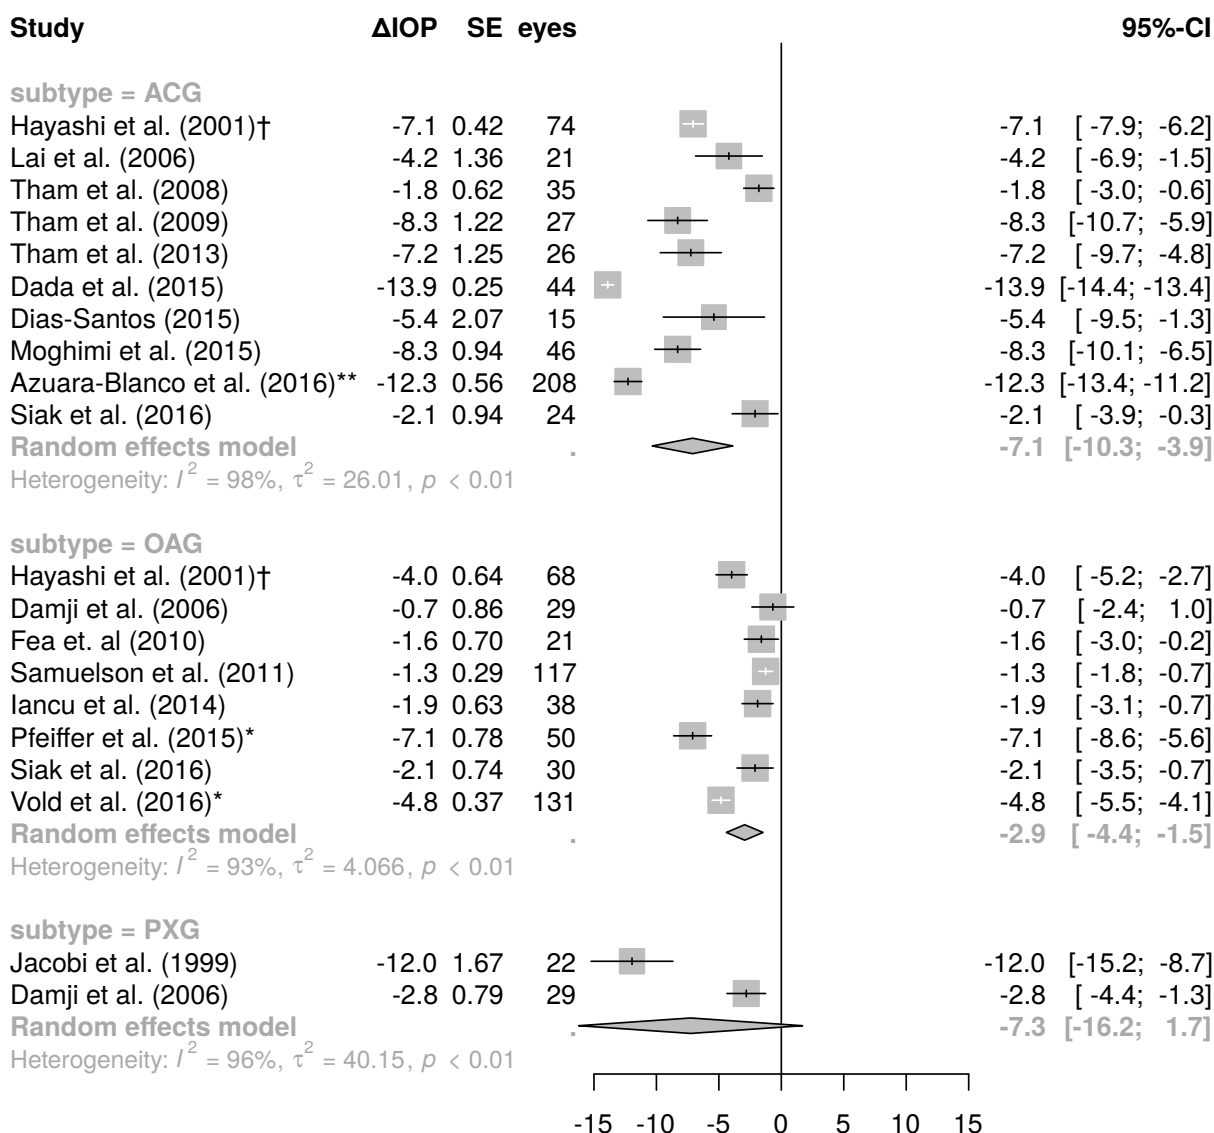 Study ΔIOP SE eyes 95%-CI
subtype = ACG
Hayashi et al. (2001)† -7.1 0.42 74 -7.1 [ -7.9; -6.2]
Lai et al. (2006) -4.2 1.36 21 -4.2 [ -6.9; -1.5]
Tham et al. (2008) -1.8 0.62 35 -1.8 [ -3.0; -0.6]
Tham et al. (2009) -8.3 1.22 27 -8.3 [-10.7; -5.9]
Tham et al. (2013) -7.2 1.25 26 -7.2 [ -9.7; -4.8]
Dada et al. (2015) -13.9 0.25 44 -13.9 [-14.4; -13.4]
Dias-Santos (2015) -5.4 2.07 15 -5.4 [ -9.5; -1.3]
Moghimi et al. (2015) -8.3 0.94 46 -8.3 [-10.1; -6.5]
Azuara-Blanco et al. (2016)** -12.3 0.56 208 -12.3 [-13.4; -11.2]
Siak et al. (2016) -2.1 0.94 24 -2.1 [ -3.9; -0.3]
Random effects model . -7.1 [-10.3; -3.9]
Heterogeneity: I² = 98%, τ² = 26.01, p < 0.01
subtype = OAG
Hayashi et al. (2001)† -4.0 0.64 68 -4.0 [ -5.2; -2.7]
Damji et al. (2006) -0.7 0.86 29 -0.7 [ -2.4; 1.0]
Fea et. al (2010) -1.6 0.70 21 -1.6 [ -3.0; -0.2]
Samuelson et al. (2011) -1.3 0.29 117 -1.3 [ -1.8; -0.7]
Iancu et al. (2014) -1.9 0.63 38 -1.9 [ -3.1; -0.7]
Pfeiffer et al. (2015)* -7.1 0.78 50 -7.1 [ -8.6; -5.6]
Siak et al. (2016) -2.1 0.74 30 -2.1 [ -3.5; -0.7]
Vold et al. (2016)* -4.8 0.37 131 -4.8 [ -5.5; -4.1]
Random effects model . -2.9 [ -4.4; -1.5]
Heterogeneity: I² = 93%, τ² = 4.066, p < 0.01
subtype = PXG
Jacobi et al. (1999) -12.0 1.67 22 -12.0 [-15.2; -8.7]
Damji et al. (2006) -2.8 0.79 29 -2.8 [ -4.4; -1.3]
Random effects model . -7.3 [-16.2; 1.7]
Heterogeneity: I² = 96%, τ² = 40.15, p < 0.01
-15 -10 -5 0 5 10 15